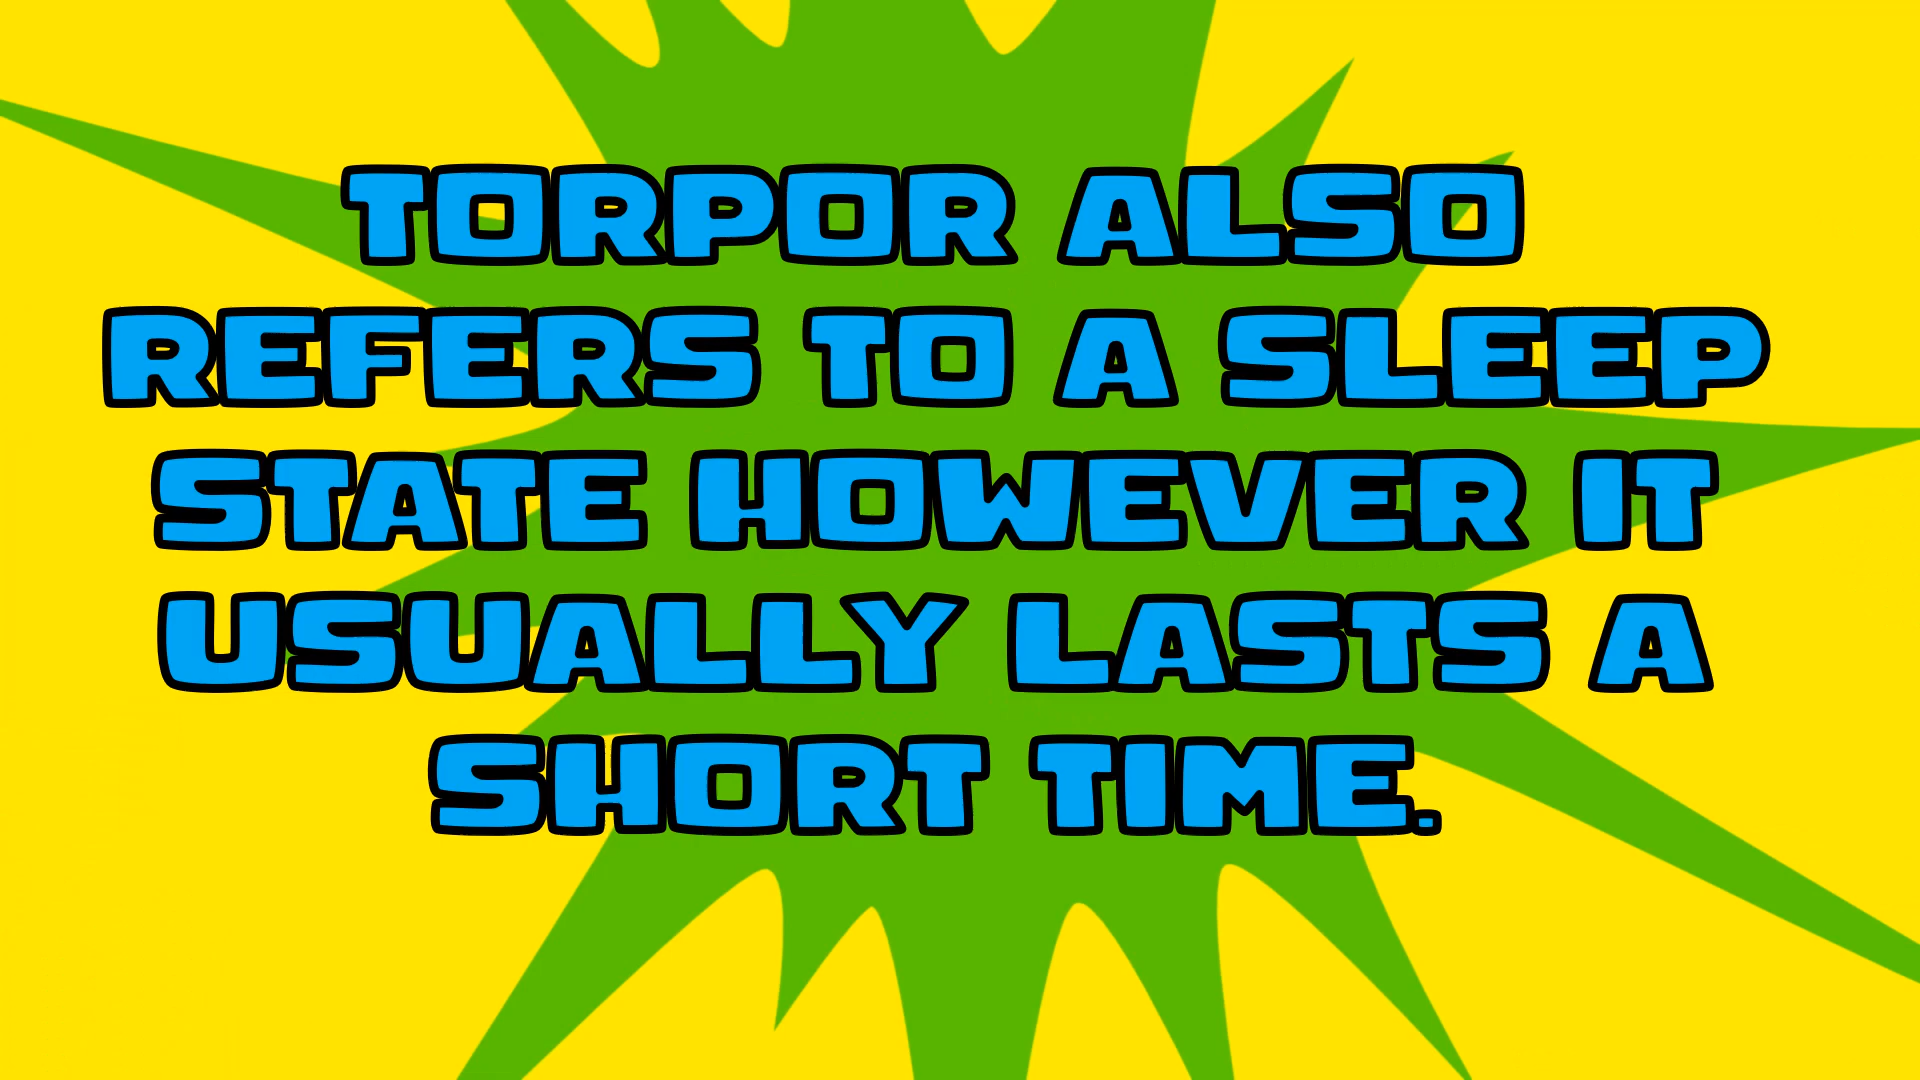 TORPOR ALSO
REFERS TO A SLEEP
STATE HOWEVER IT
USUALLY LASTS A
SHORT TIME.